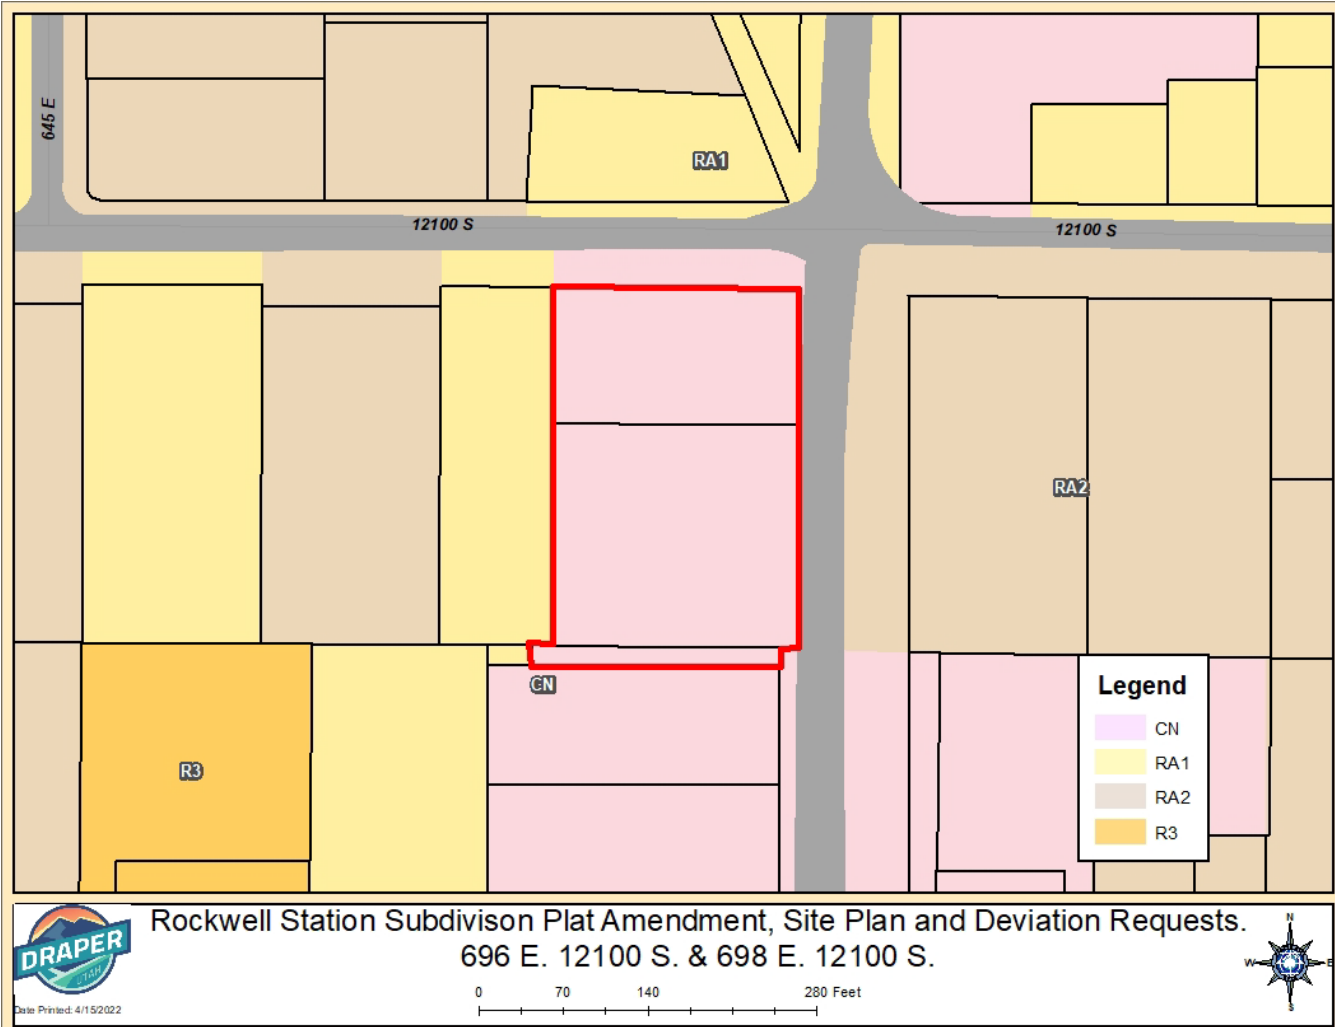 645 E
RA1
12100 S
12100 S
RA2
CN
R3
Legend
CN
RA1
RA2
R3
Rockwell Station Subdivison Plat Amendment, Site Plan and Deviation Requests.
696 E. 12100 S. & 698 E. 12100 S.
DRAPER
UTAH
0 70 140 280 Feet
Date Printed: 4/15/2022
N
W E
S